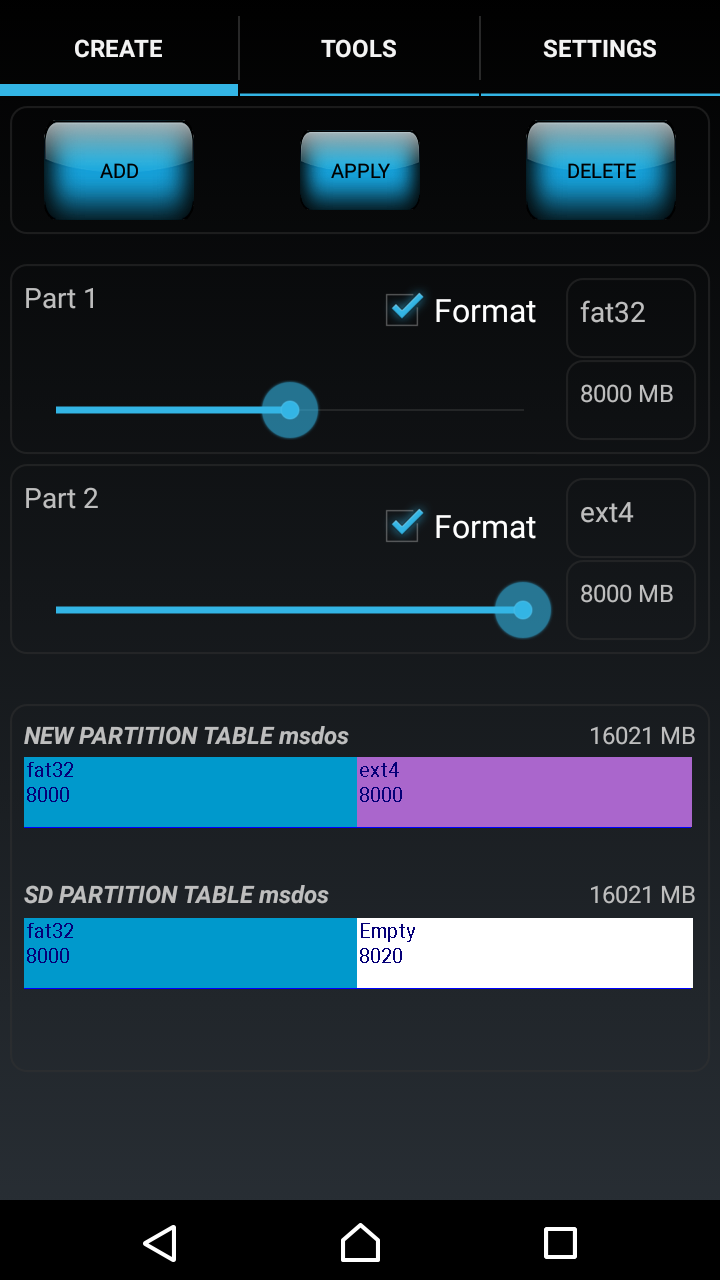 CREATE TOOLS SETTINGS
ADD APPLY DELETE
Part 1
Format
fat32
8000 MB
Part 2
Format
ext4
8000 MB
NEW PARTITION TABLE msdos 16021 MB
fat32 ext4
8000 8000
SD PARTITION TABLE msdos 16021 MB
fat32 Empty
8000 8020